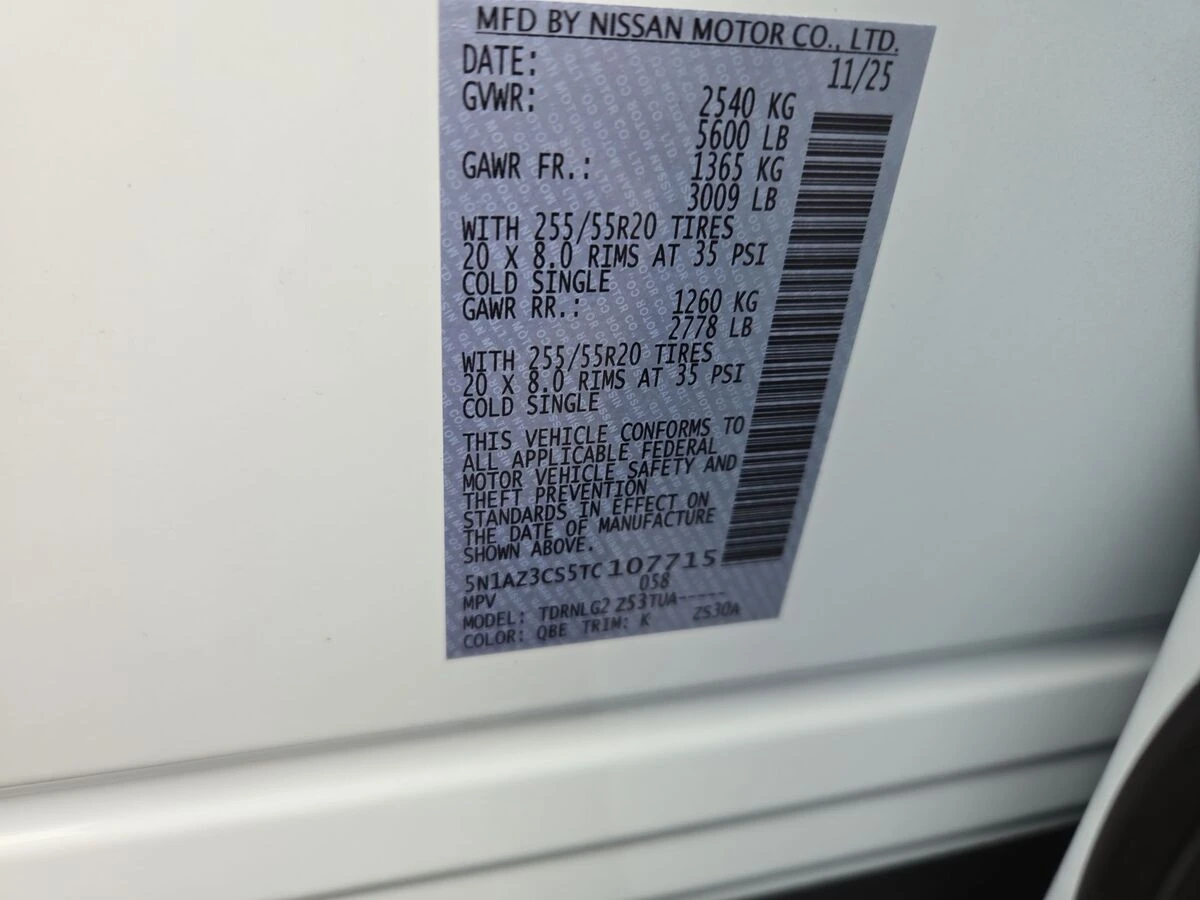 MFD BY NISSAN MOTOR CO., LTD.
DATE: 11/25
GVWR: 2540 KG
5600 LB
GAWR FR.: 1365 KG
3009 LB
WITH 255/55R20 TIRES
20 X 8.0 RIMS AT 35 PSI
COLD SINGLE
GAWR RR.: 1260 KG
2778 LB
WITH 255/55R20 TIRES
20 X 8.0 RIMS AT 35 PSI
COLD SINGLE
THIS VEHICLE CONFORMS TO
ALL APPLICABLE FEDERAL
MOTOR VEHICLE SAFETY AND
THEFT PREVENTION
STANDARDS IN EFFECT ON
THE DATE OF MANUFACTURE
SHOWN ABOVE.
5N1AZ3CS5TC107715
MPV 058
MODEL: TDRNLG2 Z53TUA-----
COLOR: QBE TRIM: K ZS30A